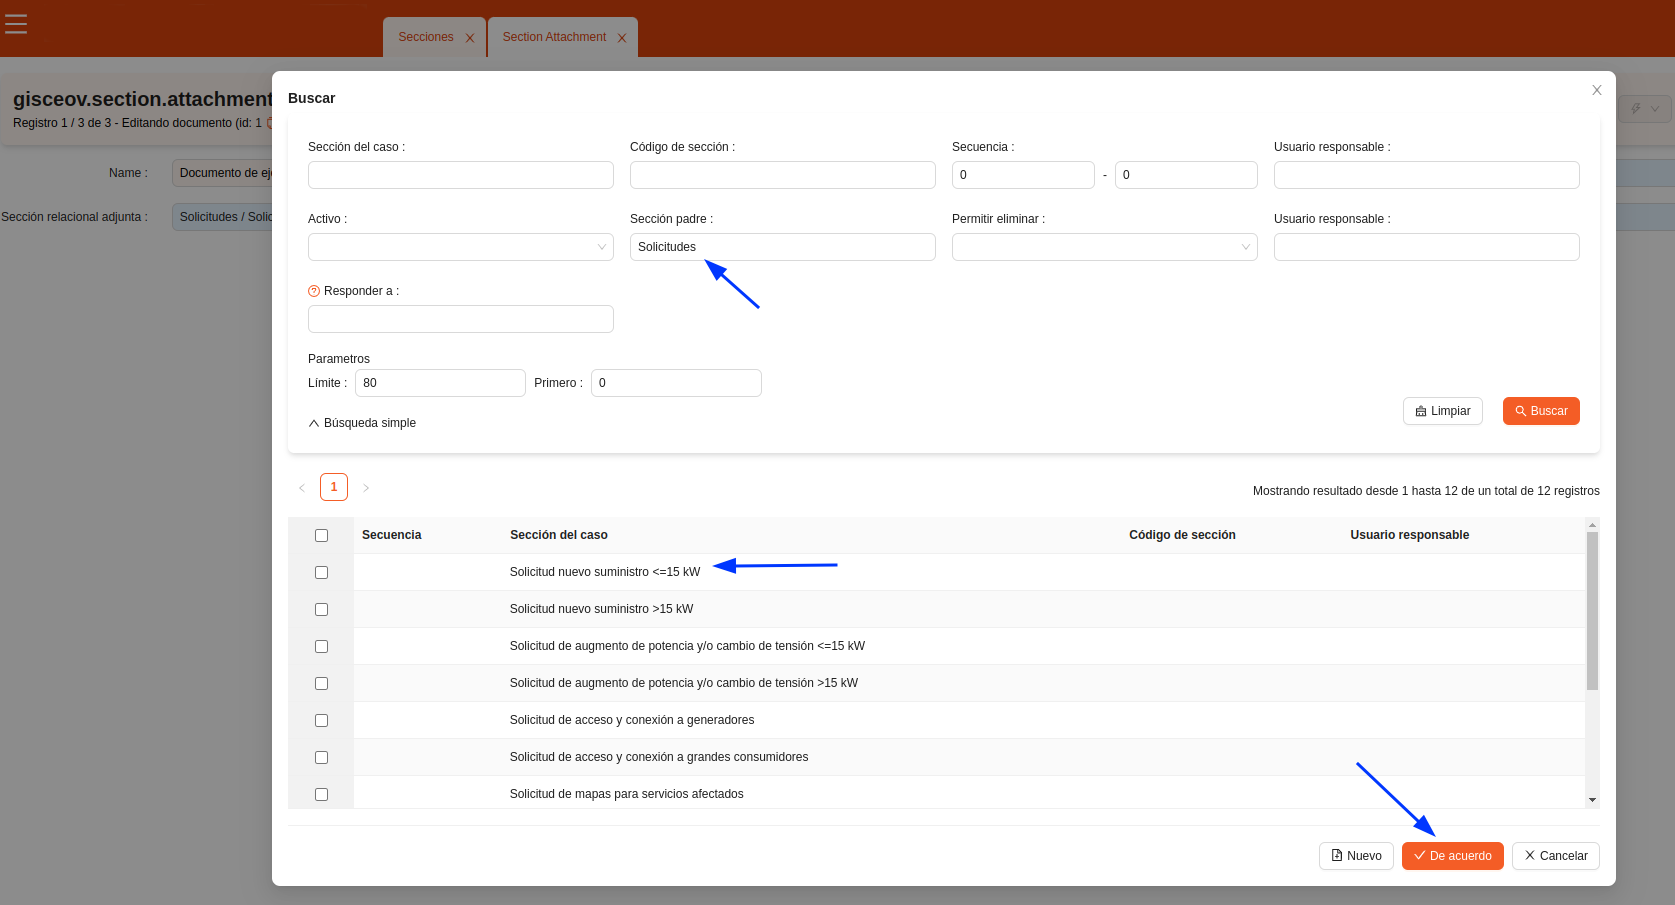 Secciones
Section Attachment
gisceov.section.attachment
Registro 1 / 3 de 3 - Editando documento (id: 1
Name :
Documento de eje
Sección relacional adjunta :
Solicitudes / Solic
Buscar
Sección del caso :
Código de sección :
Secuencia :
Usuario responsable :
0 - 0
Activo :
Sección padre :
Permitir eliminar :
Usuario responsable :
Solicitudes
Responder a :
Parametros
Límite : 80 Primero : 0
Búsqueda simple
Limpiar
Buscar
1
Mostrando resultado desde 1 hasta 12 de un total de 12 registros
Secuencia Sección del caso Código de sección Usuario responsable
Solicitud nuevo suministro <=15 kW
Solicitud nuevo suministro >15 kW
Solicitud de augmento de potencia y/o cambio de tensión <=15 kW
Solicitud de augmento de potencia y/o cambio de tensión >15 kW
Solicitud de acceso y conexión a generadores
Solicitud de acceso y conexión a grandes consumidores
Solicitud de mapas para servicios afectados
Nuevo
De acuerdo
Cancelar